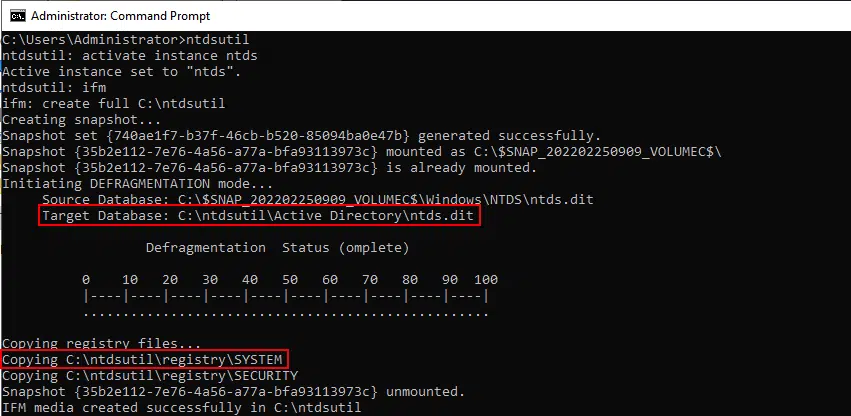 Administrator: Command Prompt
C:\Users\Administrator>ntdsutil
ntdsutil: activate instance ntds
Active instance set to "ntds".
ntdsutil: ifm
ifm: create full C:\ntdsutil
Creating snapshot...
Snapshot set {740ae1f7-b37f-46cb-b520-85094ba0e47b} generated successfully.
Snapshot {35b2e112-7e76-4a56-a77a-bfa93113973c} mounted as C:\$SNAP_202202250909_VOLUMEC$\
Snapshot {35b2e112-7e76-4a56-a77a-bfa93113973c} is already mounted.
Initiating DEFRAGMENTATION mode...
     Source Database: C:\$SNAP_202202250909_VOLUMEC$\Windows\NTDS\ntds.dit
     Target Database: C:\ntdsutil\Active Directory\ntds.dit
                  Defragmentation  Status (omplete)
          0    10   20   30   40   50   60   70   80   90  100
          |----|----|----|----|----|----|----|----|----|----|
          ...................................................
Copying registry files...
Copying C:\ntdsutil\registry\SYSTEM
Copying C:\ntdsutil\registry\SECURITY
Snapshot {35b2e112-7e76-4a56-a77a-bfa93113973c} unmounted.
IFM media created successfully in C:\ntdsutil